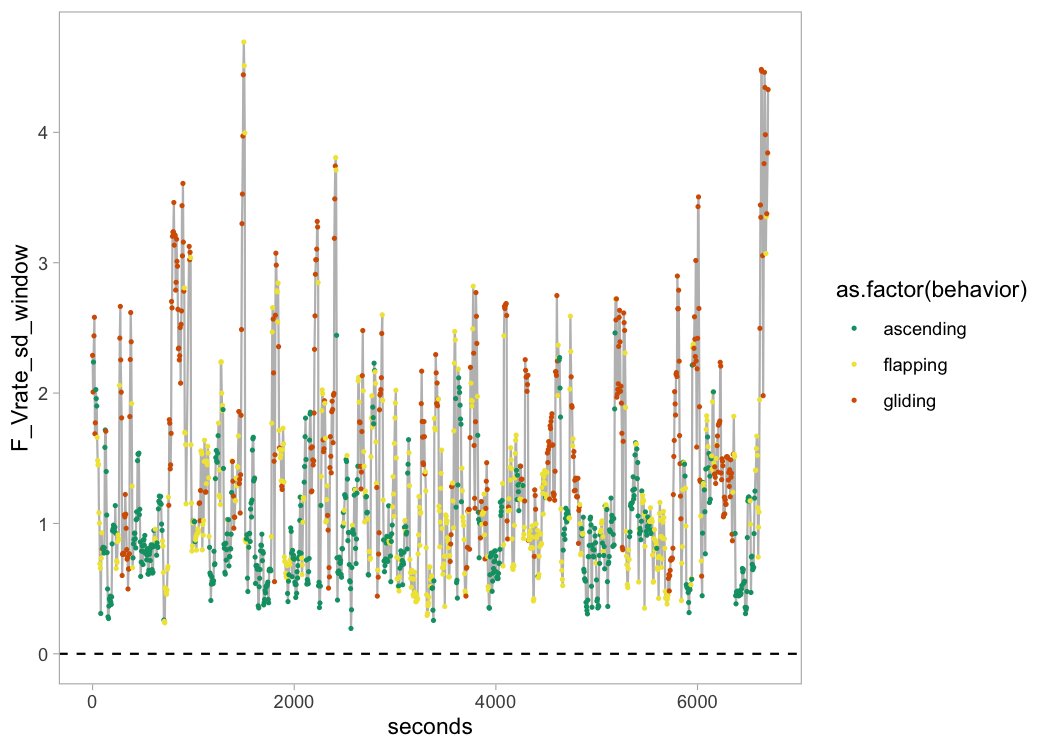 F_Vrate_sd_window
4
3
2
1
0
0 2000 4000 6000
seconds
as.factor(behavior)
ascending
flapping
gliding